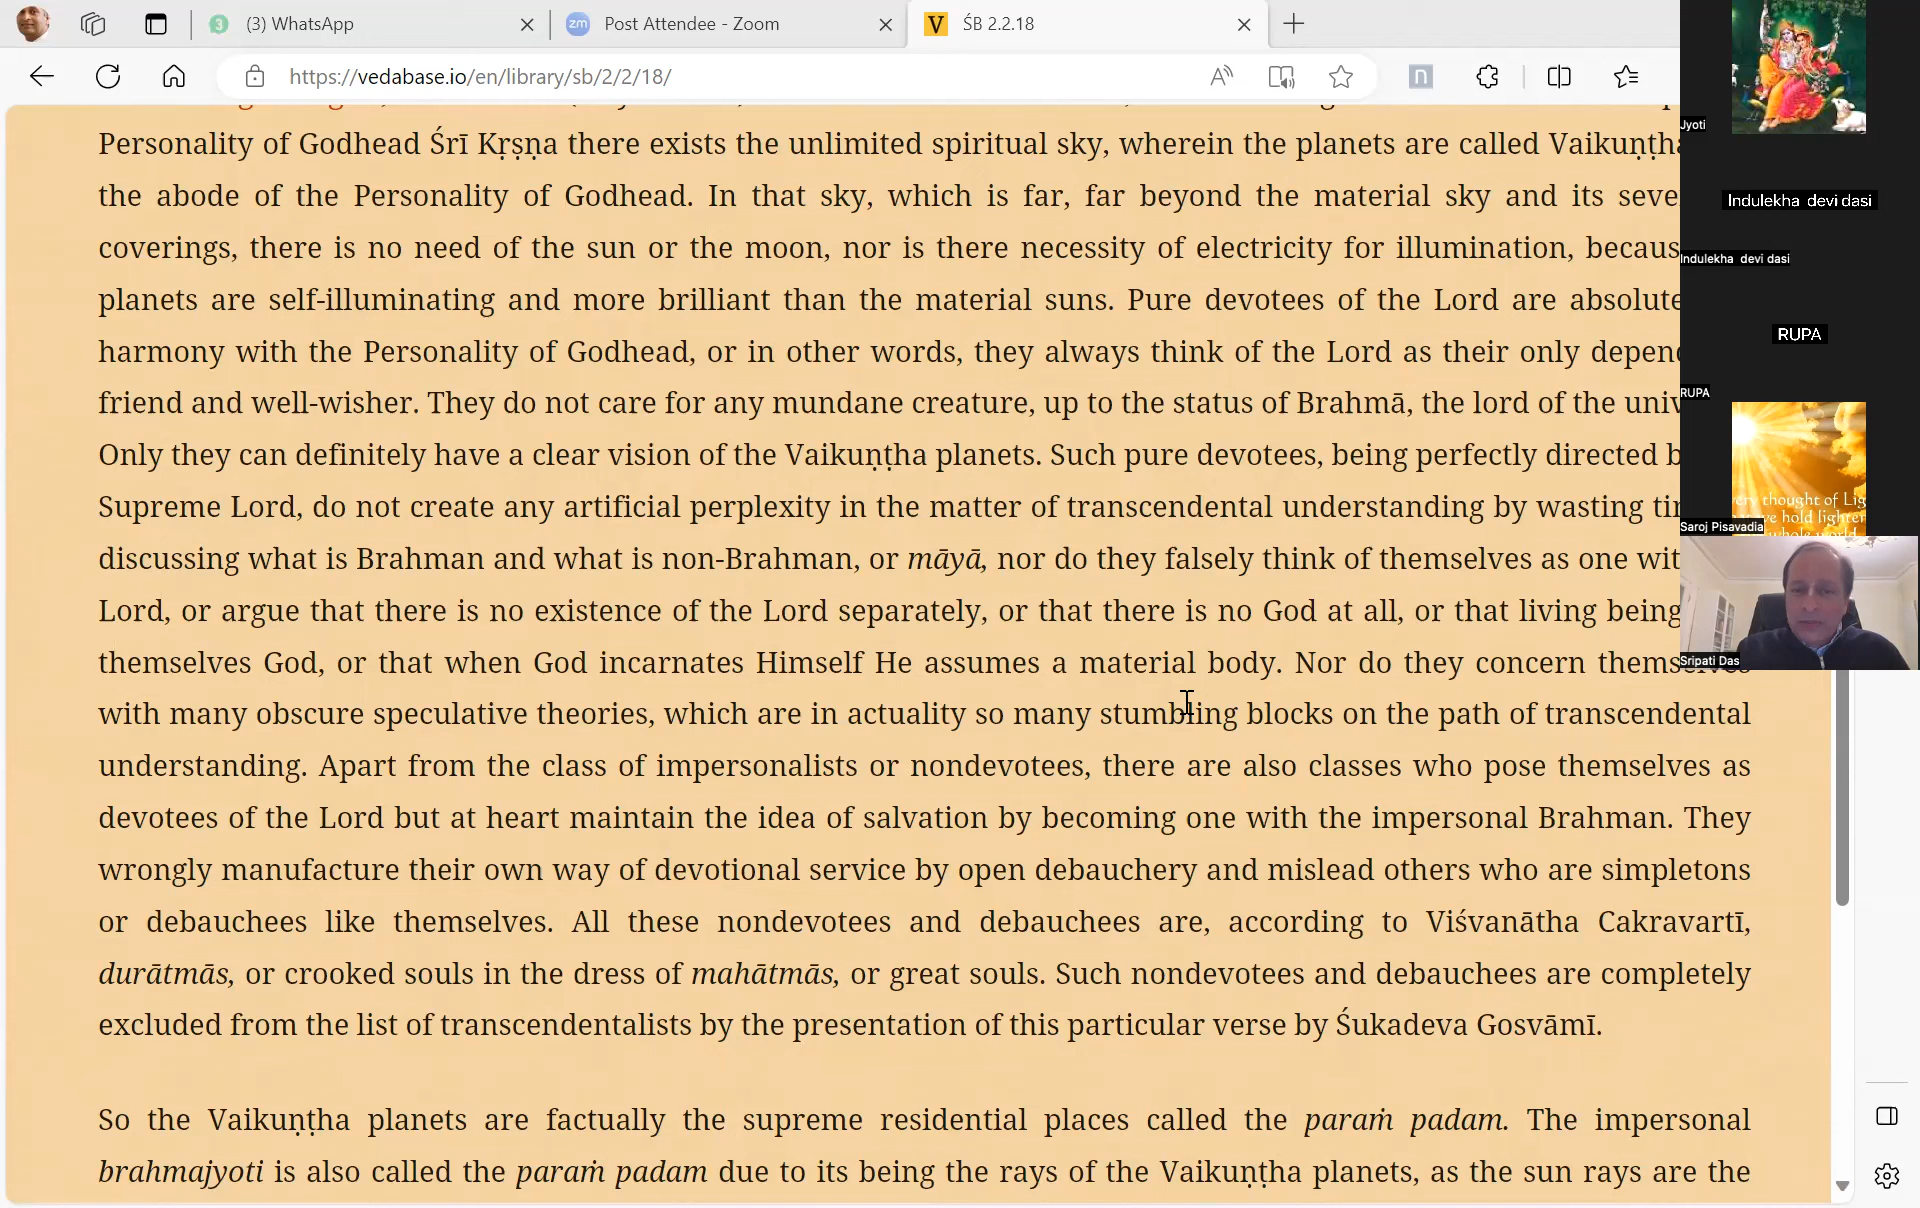 (3) WhatsApp
Post Attendee - Zoom
ŚB 2.2.18
https://vedabase.io/en/library/sb/2/2/18/
Personality of Godhead Śrī Kṛṣṇa there exists the unlimited spiritual sky, wherein the planets are called Vaikuṇṭha
the abode of the Personality of Godhead. In that sky, which is far, far beyond the material sky and its seve
coverings, there is no need of the sun or the moon, nor is there necessity of electricity for illumination, becaus
planets are self-illuminating and more brilliant than the material suns. Pure devotees of the Lord are absolute
harmony with the Personality of Godhead, or in other words, they always think of the Lord as their only depen
friend and well-wisher. They do not care for any mundane creature, up to the status of Brahmā, the lord of the univ
Only they can definitely have a clear vision of the Vaikuṇṭha planets. Such pure devotees, being perfectly directed b
Supreme Lord, do not create any artificial perplexity in the matter of transcendental understanding by wasting ti
discussing what is Brahman and what is non-Brahman, or māyā, nor do they falsely think of themselves as one wit
Lord, or argue that there is no existence of the Lord separately, or that there is no God at all, or that living being
themselves God, or that when God incarnates Himself He assumes a material body. Nor do they concern themselves
with many obscure speculative theories, which are in actuality so many stumbling blocks on the path of transcendental
understanding. Apart from the class of impersonalists or nondevotees, there are also classes who pose themselves as
devotees of the Lord but at heart maintain the idea of salvation by becoming one with the impersonal Brahman. They
wrongly manufacture their own way of devotional service by open debauchery and mislead others who are simpletons
or debauchees like themselves. All these nondevotees and debauchees are, according to Viśvanātha Cakravartī,
durātmās, or crooked souls in the dress of mahātmās, or great souls. Such nondevotees and debauchees are completely
excluded from the list of transcendentalists by the presentation of this particular verse by Śukadeva Gosvāmī.
So the Vaikuṇṭha planets are factually the supreme residential places called the paraṁ padam. The impersonal
brahmajyoti is also called the paraṁ padam due to its being the rays of the Vaikuṇṭha planets, as the sun rays are the
Jyoti
Indulekha devi dasi
Indulekha devi dasi
RUPA
RUPA
thought of Lig
ve hold lighter
whole world
Saroj Pisavadia
Sripati Das